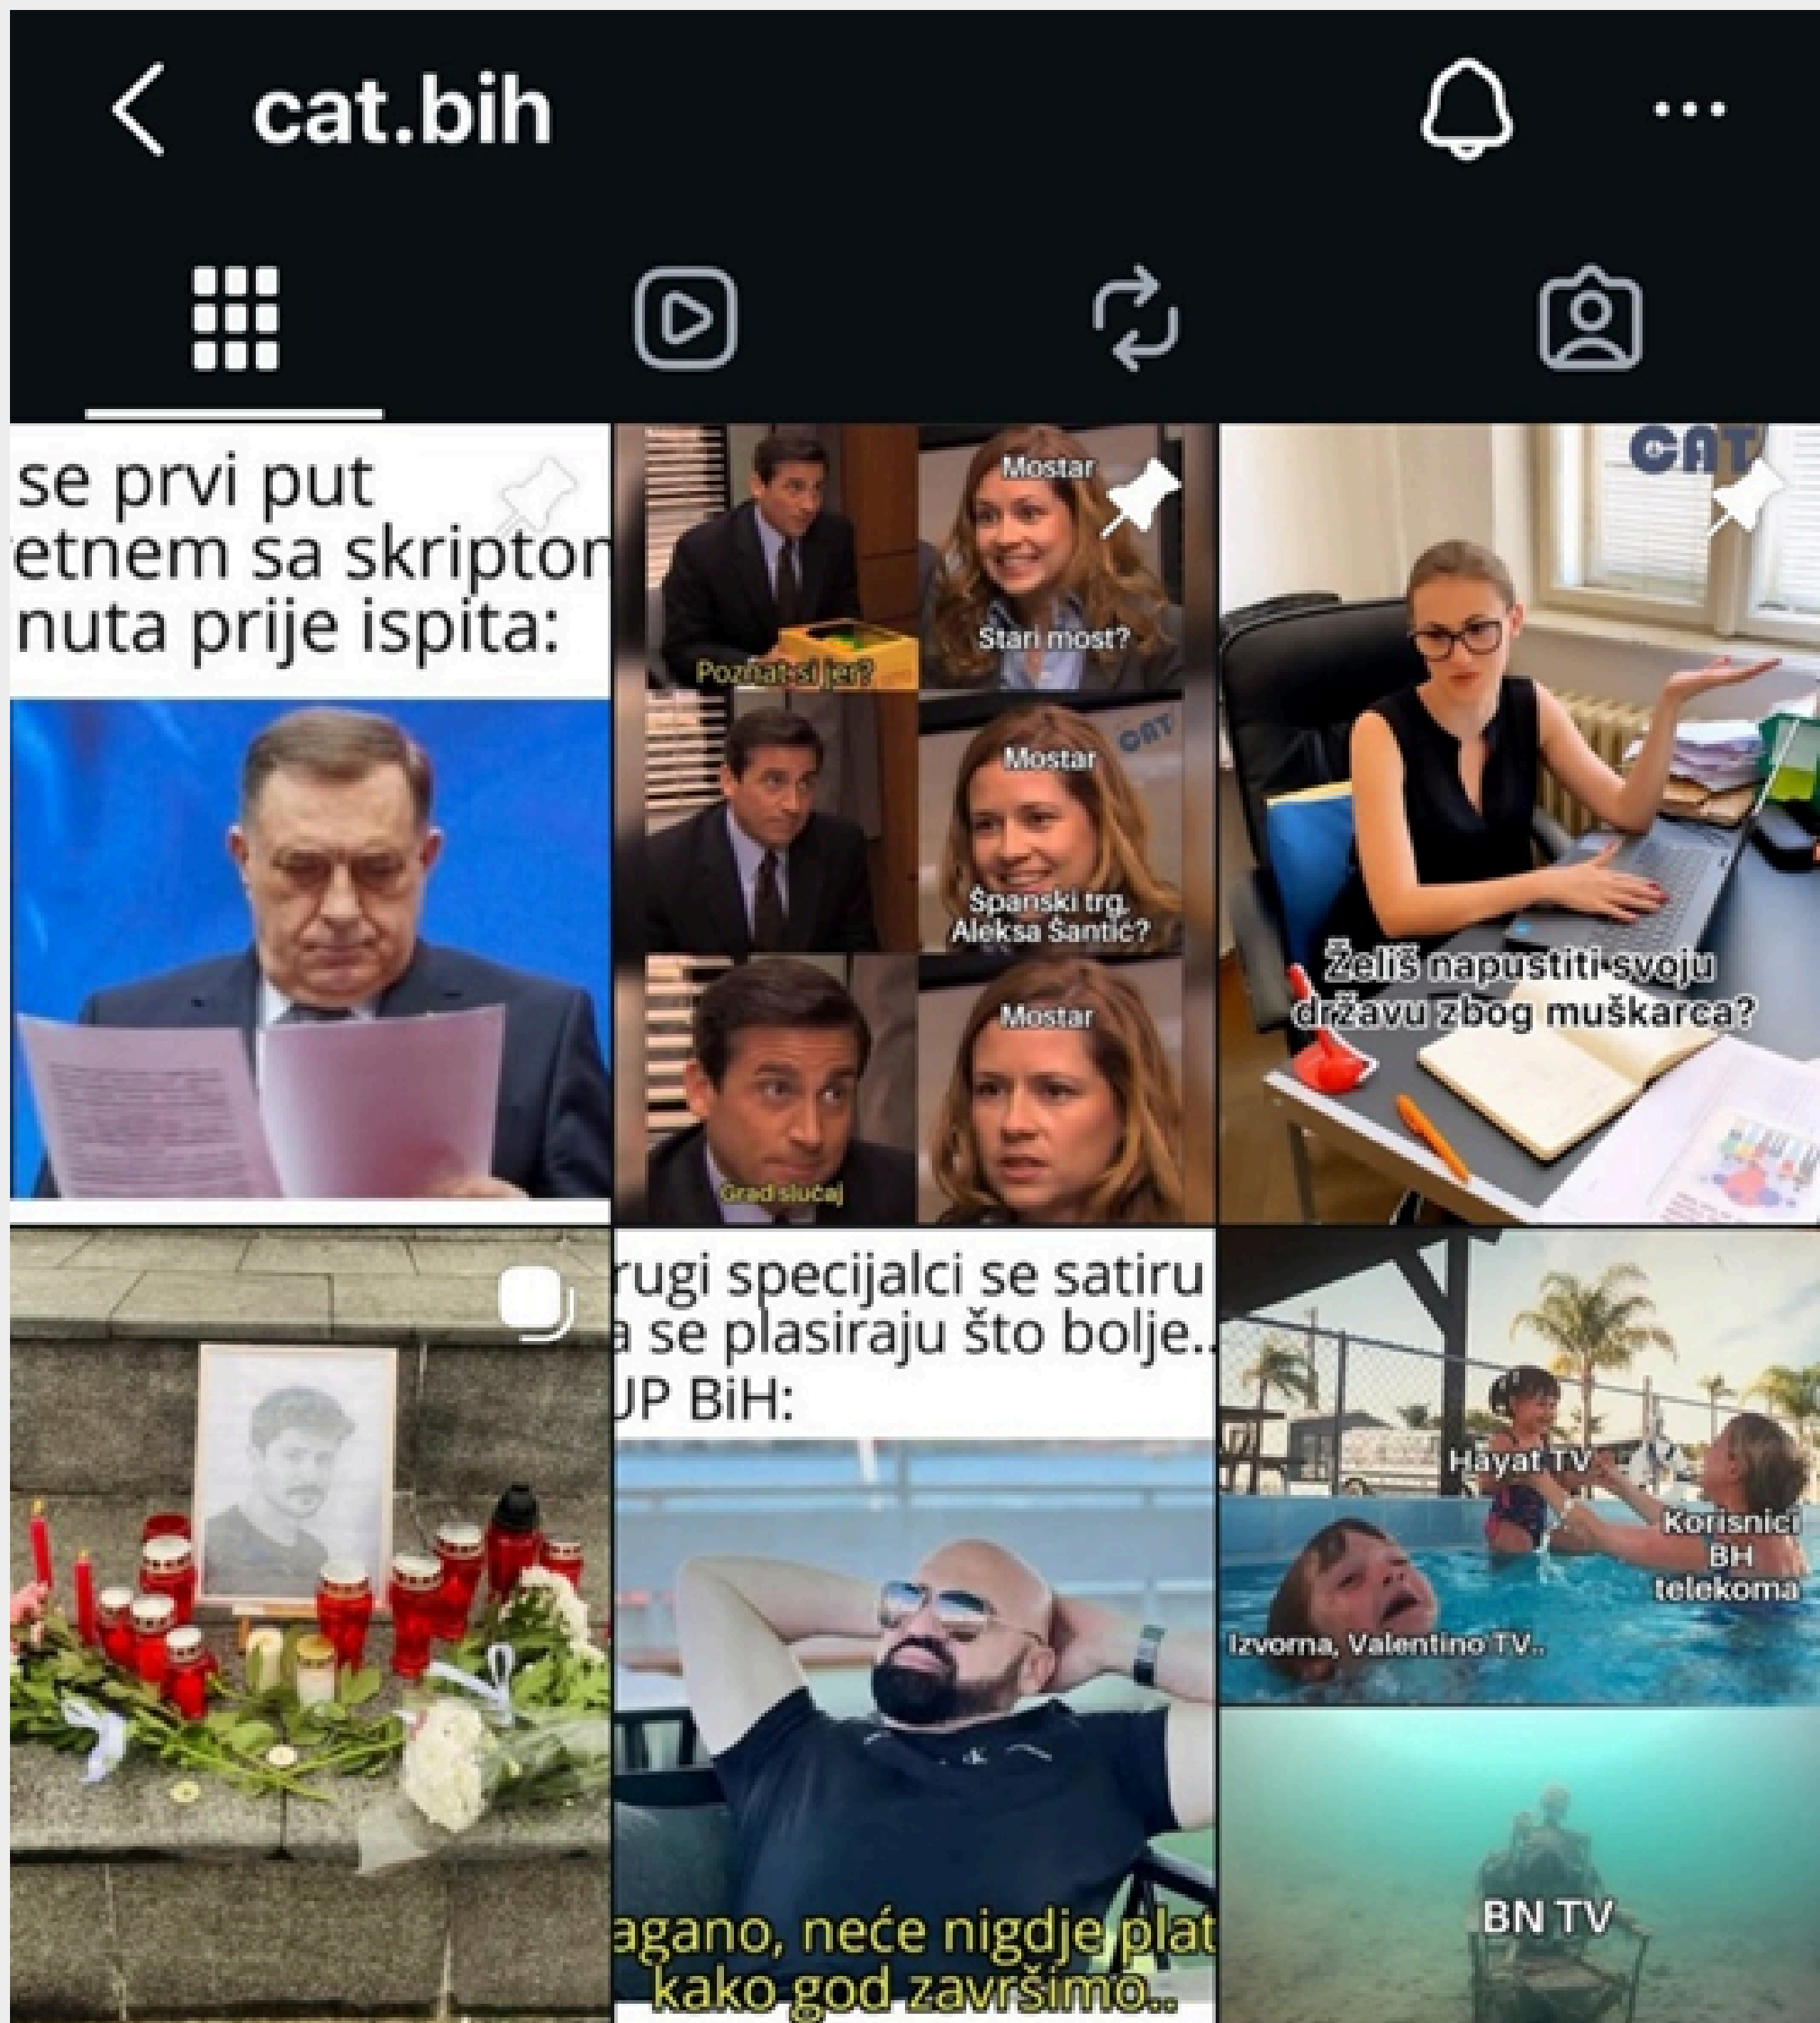 cat.bih
se prvi put
etnem sa skripton
nuta prije ispita:
Mostar
Stari most?
Poznat si jer?
CAT
Mostar
Španski trg,
Aleksa Šantić?
Mostar
Grad slučaj
CAT
Želiš napustiti svoju
državu zbog muškarca?
rugi specijalci se satiru
a se plasiraju što bolje..
UP BiH:
agano, neće nigdje plat
kako god završimo..
Hayat TV
Korisnici
BH
telekoma
Izvorna, Valentino TV..
BN TV